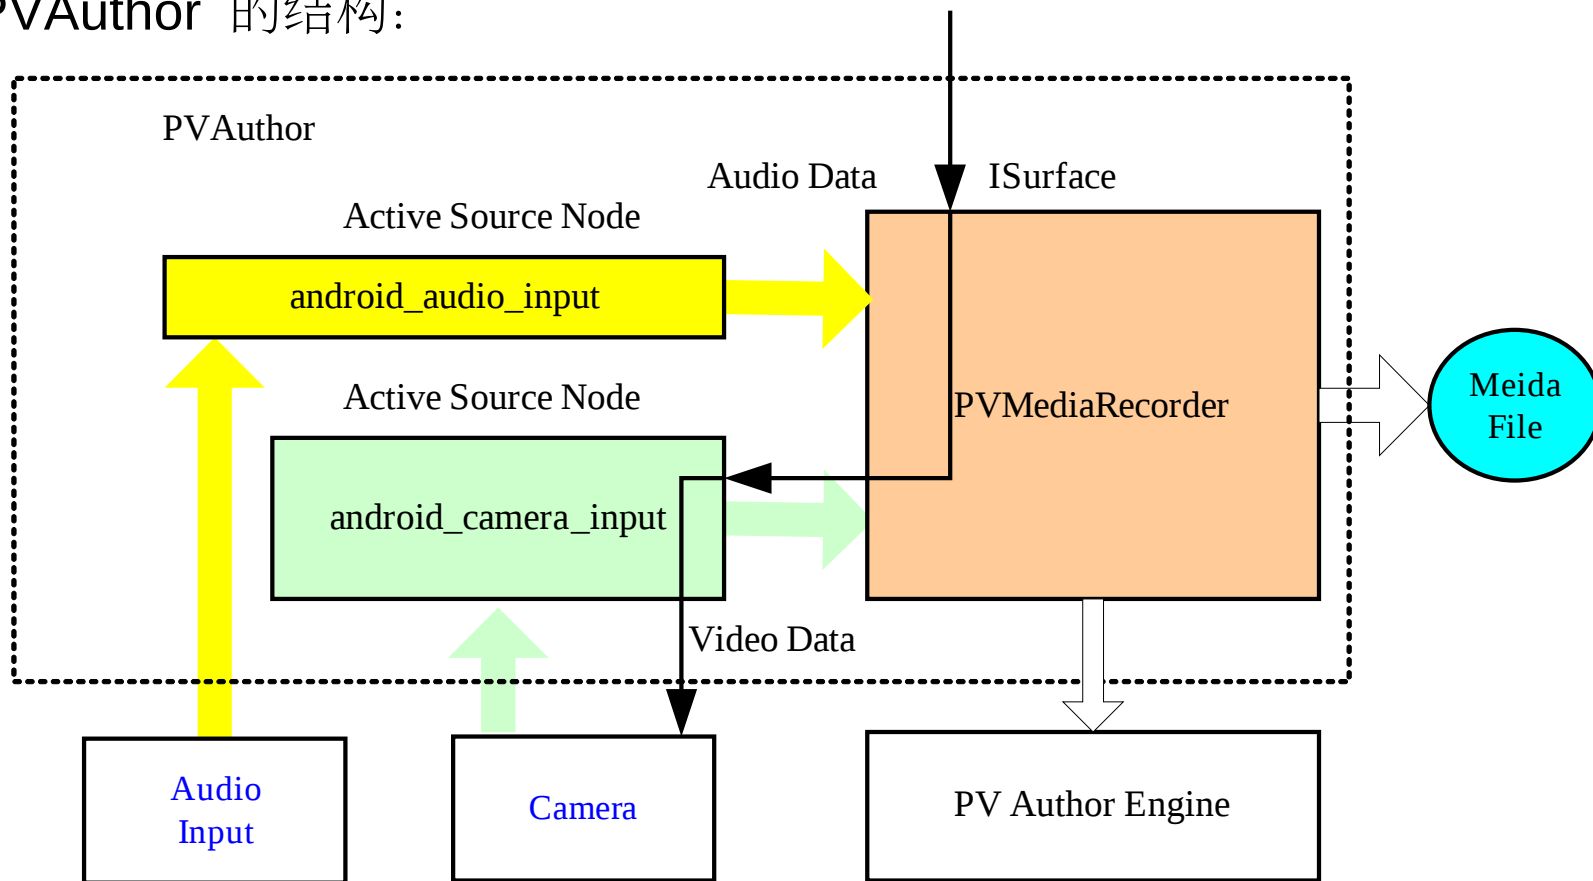 PVAuthor 的结构:
PVAuthor
Audio Data
ISurface
Active Source Node
android_audio_input
Active Source Node
PVMediaRecorder
Meida
File
android_camera_input
Video Data
Audio
Input
Camera
PV Author Engine